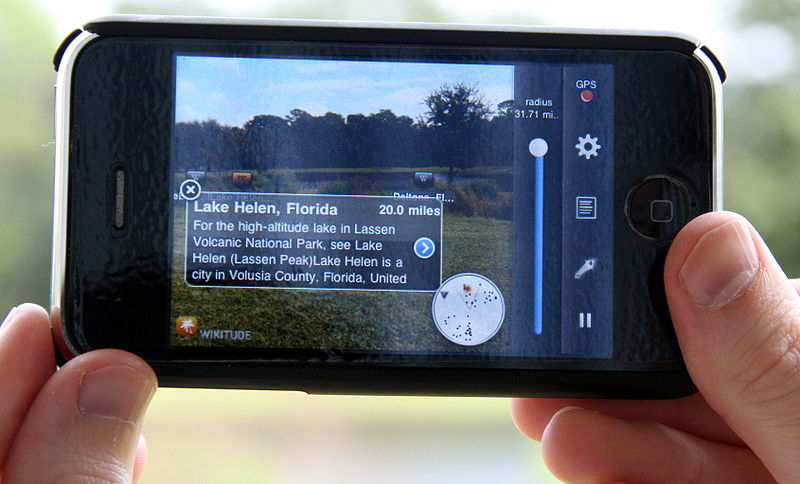 GPS
radius
31.71 mi..
Deltona, Fl...
Lake Helen, Florida 20.0 miles
For the high-altitude lake in Lassen
Volcanic National Park, see Lake
Helen (Lassen Peak)Lake Helen is a
city in Volusia County, Florida, United
WIKITUDE